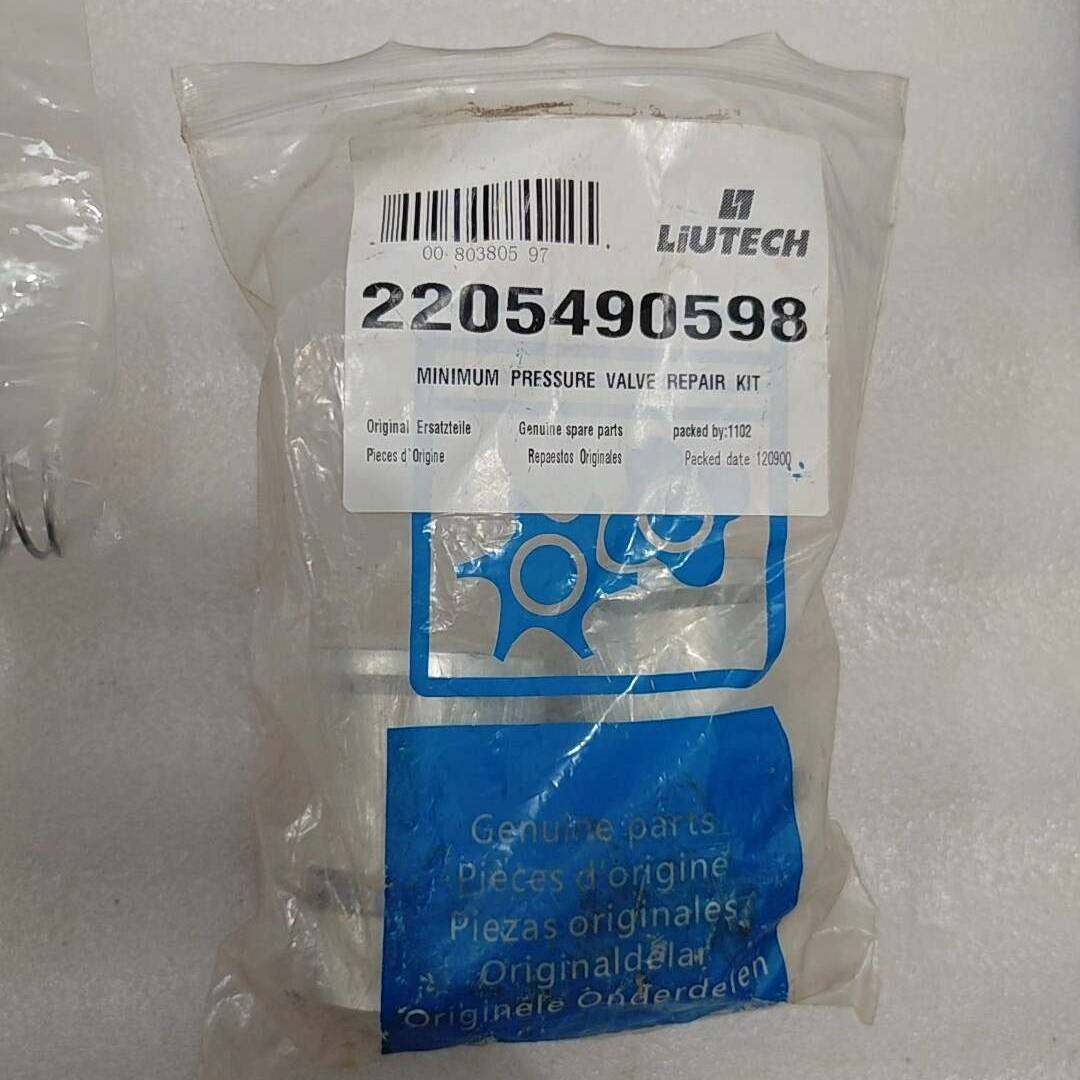 00 803805 97
LiUTECH
2205490598
MINIMUM PRESSURE VALVE REPAIR KIT
Original Ersatzteile Genuine spare parts packed by:1102
Pieces d`Origine Repaestos Originales Packed date 120900
Genuine parts
Pièces d'origine
Piezas originales
Originaldelar
Originele Onderdelen